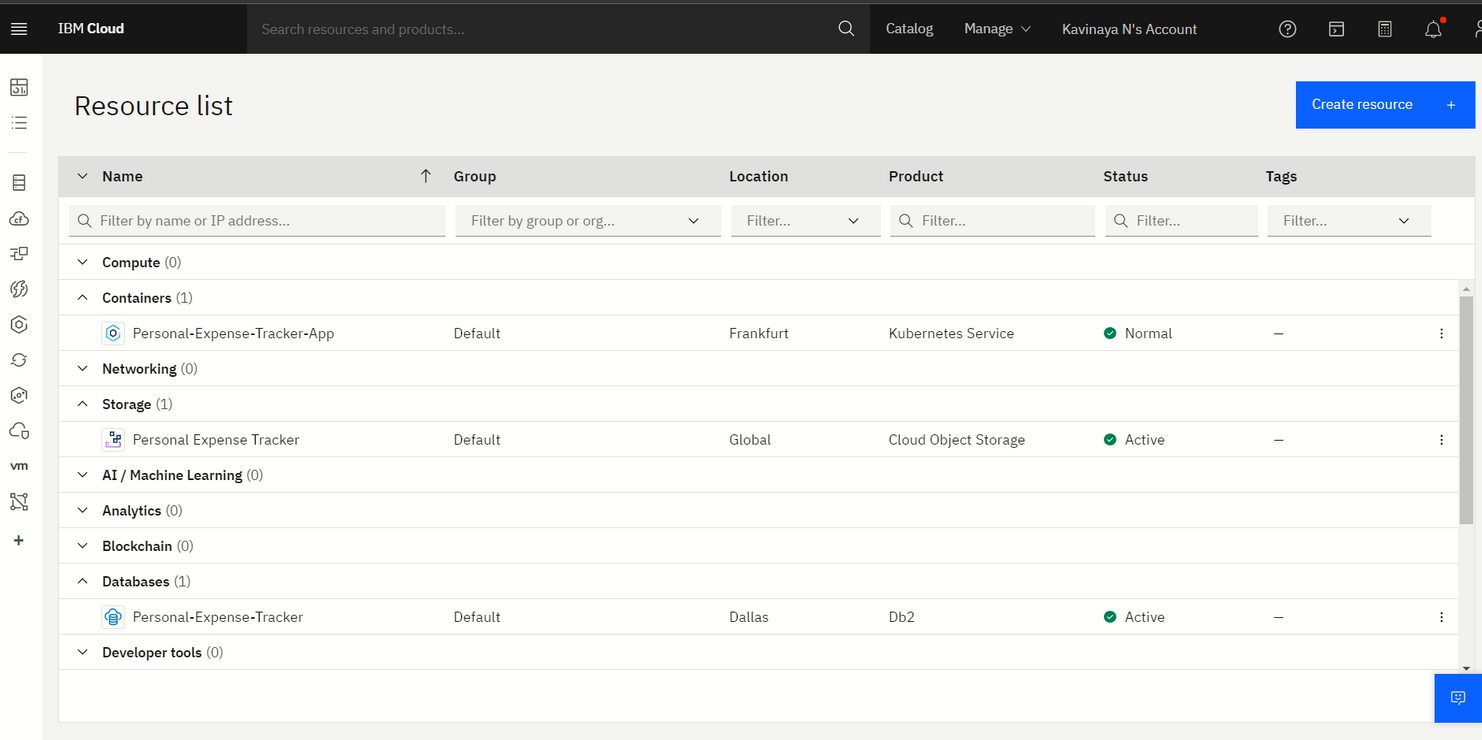 IBM Cloud Search resources and products... Catalog Manage Kavinaya N's Account
Resource list
Create resource +
Name Group Location Product Status Tags
Filter by name or IP address... Filter by group or org... Filter... Filter... Filter... Filter...
Compute (0)
Containers (1)
Personal-Expense-Tracker-App Default Frankfurt Kubernetes Service Normal –
Networking (0)
Storage (1)
Personal Expense Tracker Default Global Cloud Object Storage Active –
AI / Machine Learning (0)
Analytics (0)
Blockchain (0)
vm
Databases (1)
Personal-Expense-Tracker Default Dallas Db2 Active –
Developer tools (0)